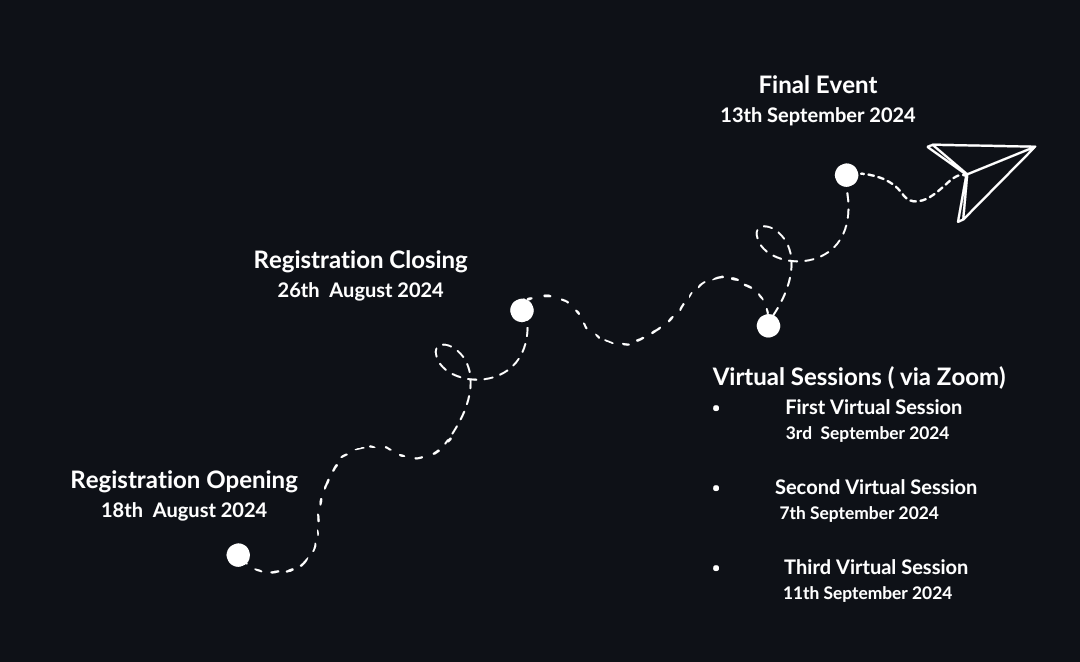 Final Event
13th September 2024
Registration Closing
26th  August 2024
Virtual Sessions ( via Zoom)
• First Virtual Session
3rd  September 2024
• Second Virtual Session
7th September 2024
• Third Virtual Session
11th September 2024
Registration Opening
18th  August 2024